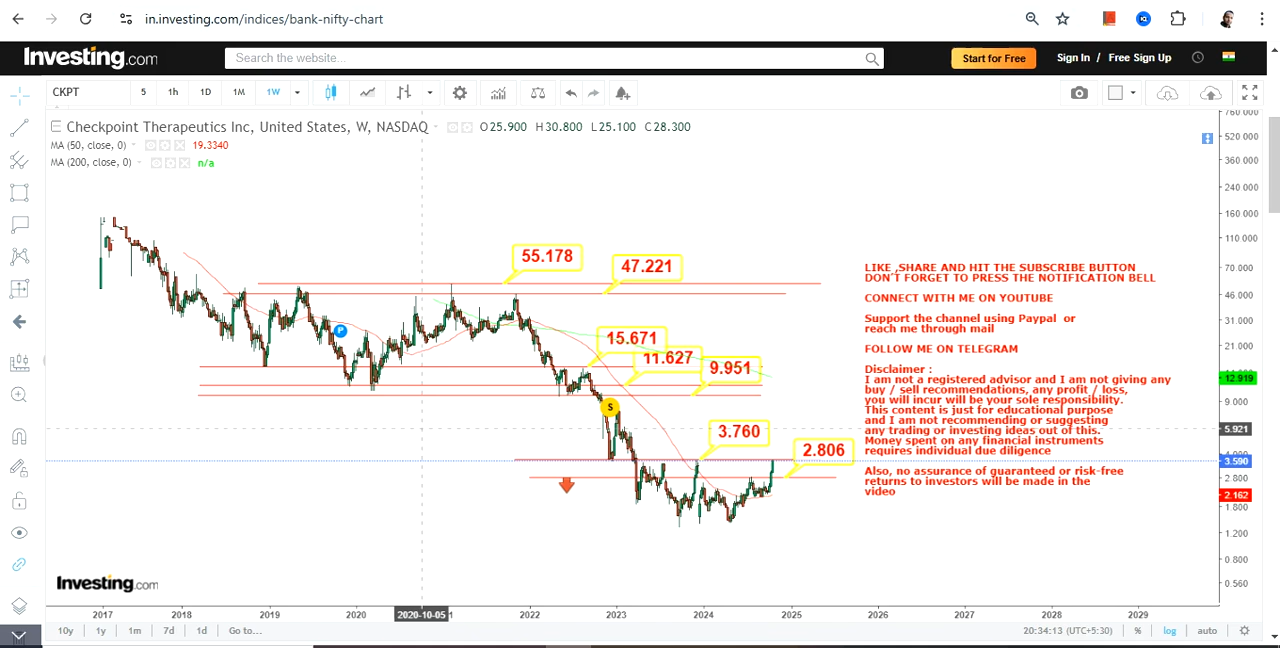 in.investing.com/indices/bank-nifty-chart
Investing.com
Search the website...
Start for Free
Sign In / Free Sign Up
CKPT
5 1h 1D 1M 1W
Checkpoint Therapeutics Inc, United States, W, NASDAQ
O25.900 H30.800 L25.100 C28.300
MA (50, close, 0) 19.3340
MA (200, close, 0) n/a
760 000
520.000
360.000
240.000
160.000
110.000
70.000
46.000
31.000
21.000
12.919
9.000
5.921
3.590
2.800
2.162
1.800
1.200
0.800
0.560
55.178
47.221
15.671
11.627
9.951
3.760
2.806
P
S
LIKE ,SHARE AND HIT THE SUBSCRIBE BUTTON
DON'T FORGET TO PRESS THE NOTIFICATION BELL
CONNECT WITH ME ON YOUTUBE
Support the channel using Paypal or
reach me through mail
FOLLOW ME ON TELEGRAM
Disclaimer :
I am not a registered advisor and I am not giving any
buy / sell recommendations, any profit / loss,
you will incur will be your sole responsibility.
This content is just for educational purpose
and I am not recommending or suggesting
any trading or investing ideas out of this.
Money spent on any financial instruments
requires individual due diligence
Also, no assurance of guaranteed or risk-free
returns to investors will be made in the
video
Investing.com
2017 2018 2019 2020 2020-10-05 2022 2023 2024 2025 2026 2027 2028 2029
10y 1y 1m 7d 1d Go to...
20:34:13 (UTC+5:30) % log auto